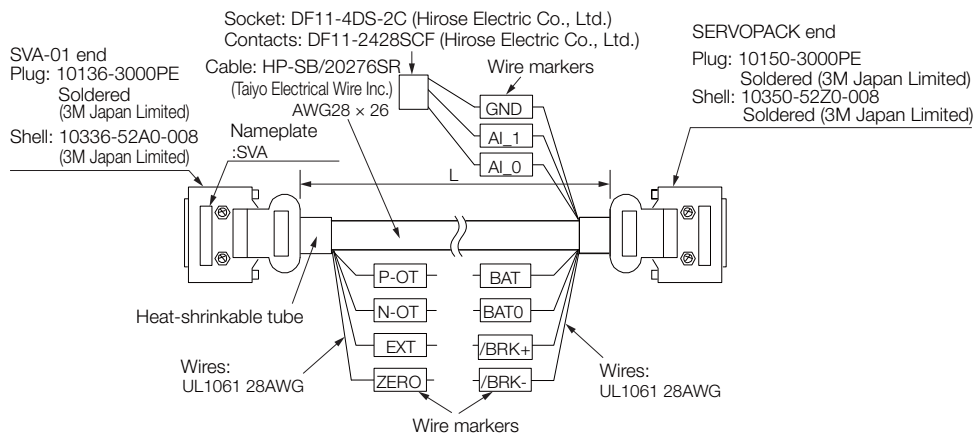 Socket: DF11-4DS-2C (Hirose Electric Co., Ltd.)
Contacts: DF11-2428SCF (Hirose Electric Co., Ltd.)
Cable: HP-SB/20276SR
(Taiyo Electrical Wire Inc.)
AWG28 × 26
SVA-01 end
Plug: 10136-3000PE
Soldered
(3M Japan Limited)
Shell: 10336-52A0-008
(3M Japan Limited)
Nameplate
:SVA
Wire markers
GND
AI_1
AI_0
SERVOPACK end
Plug: 10150-3000PE
Soldered (3M Japan Limited)
Shell: 10350-52Z0-008
Soldered (3M Japan Limited)
L
P-OT
BAT
N-OT
BAT0
EXT
/BRK+
ZERO
/BRK-
Heat-shrinkable tube
Wires:
UL1061 28AWG
Wires:
UL1061 28AWG
Wire markers